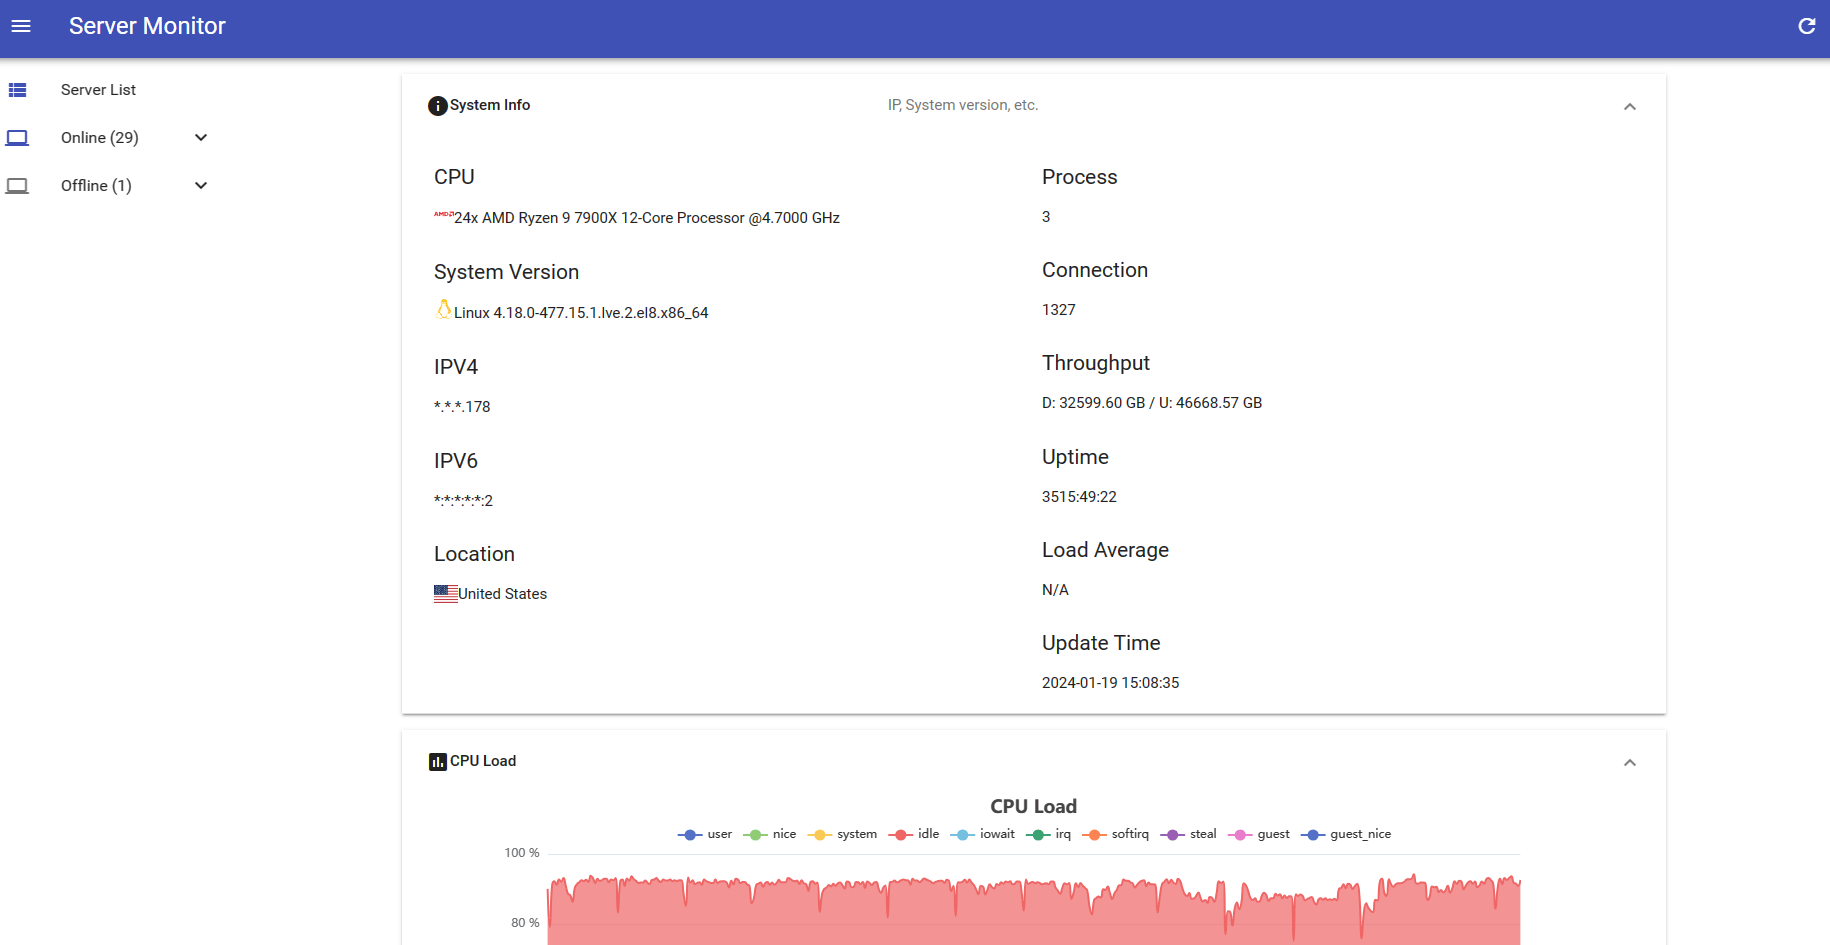 Server Monitor
Server List
Online (29)
Offline (1)
System Info
IP, System version, etc.
CPU
AMD 24x AMD Ryzen 9 7900X 12-Core Processor @4.7000 GHz
System Version
Linux 4.18.0-477.15.1.lve.2.el8.x86_64
IPV4
*.*.*.178
IPV6
*:*:*:*:*:2
Location
United States
Process
3
Connection
1327
Throughput
D: 32599.60 GB / U: 46668.57 GB
Uptime
3515:49:22
Load Average
N/A
Update Time
2024-01-19 15:08:35
CPU Load
CPU Load
user nice system idle iowait irq softirq steal guest guest_nice
100 %
80 %